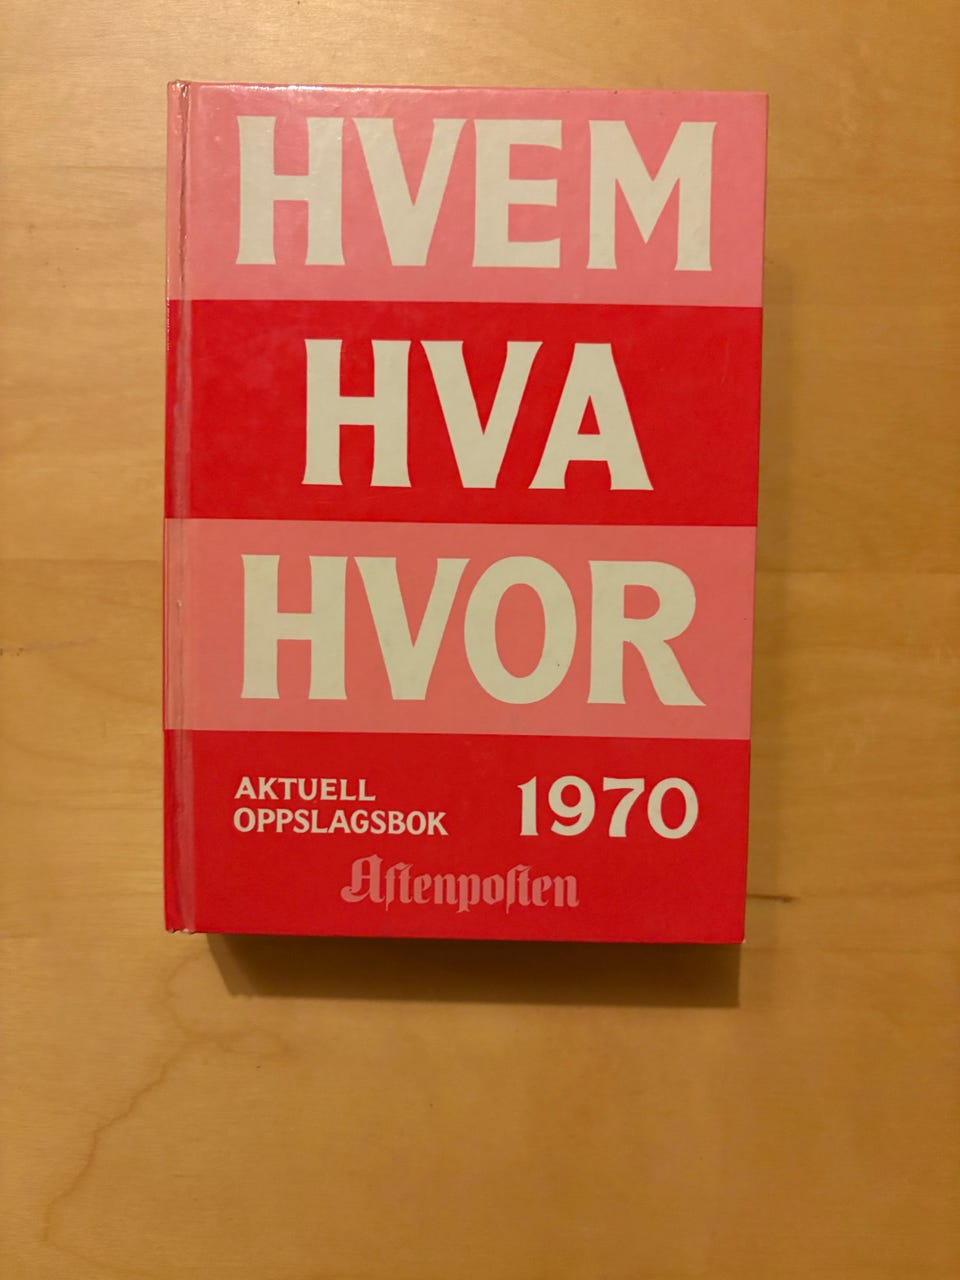 HVEM
HVA
HVOR
AKTUELL
OPPSLAGSBOK
1970
Aftenposten